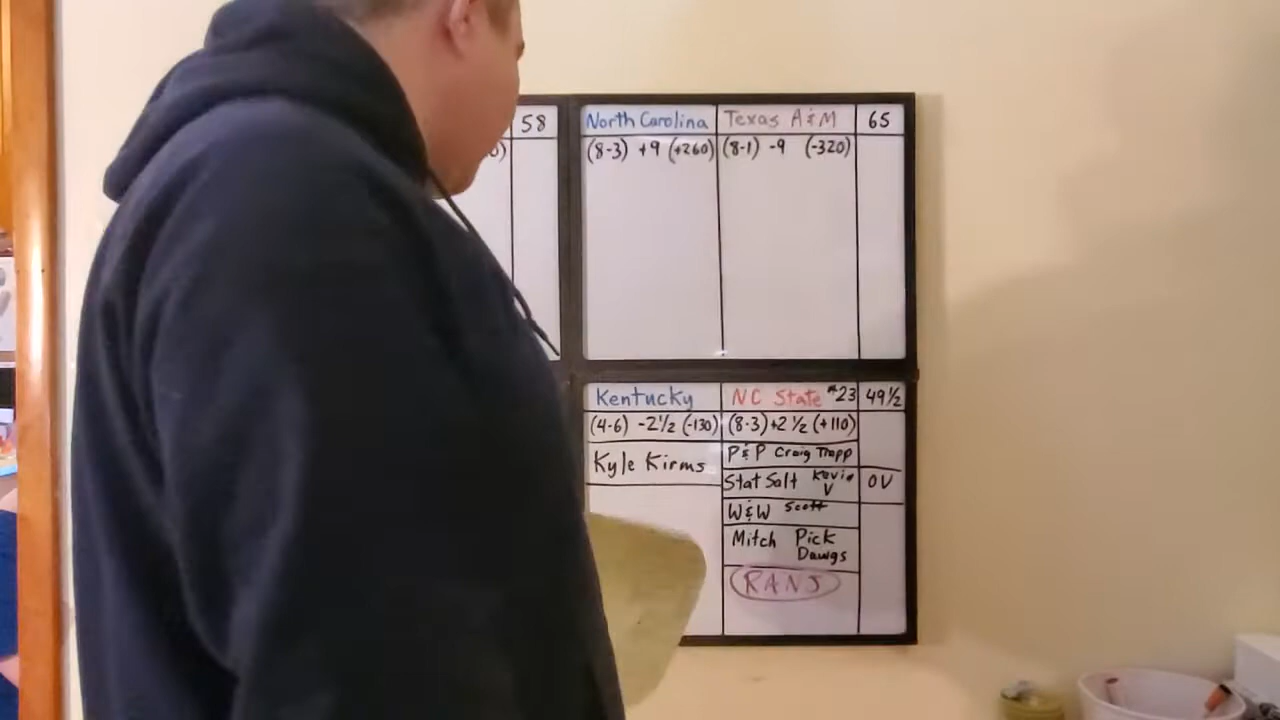 58
)
North Carolina Texas A&M 65
(8-3) +9 (+260) (8-1) -9 (-320)
Kentucky NC State #23 49½
(4-6) -2½ (-130) (8-3) +2½ (+110)
Kyle Kirms
P&P Craig Trapp
Stat Salt Kevin V OV
W&W Scott
Mitch Pick
Dawgs
RANJ